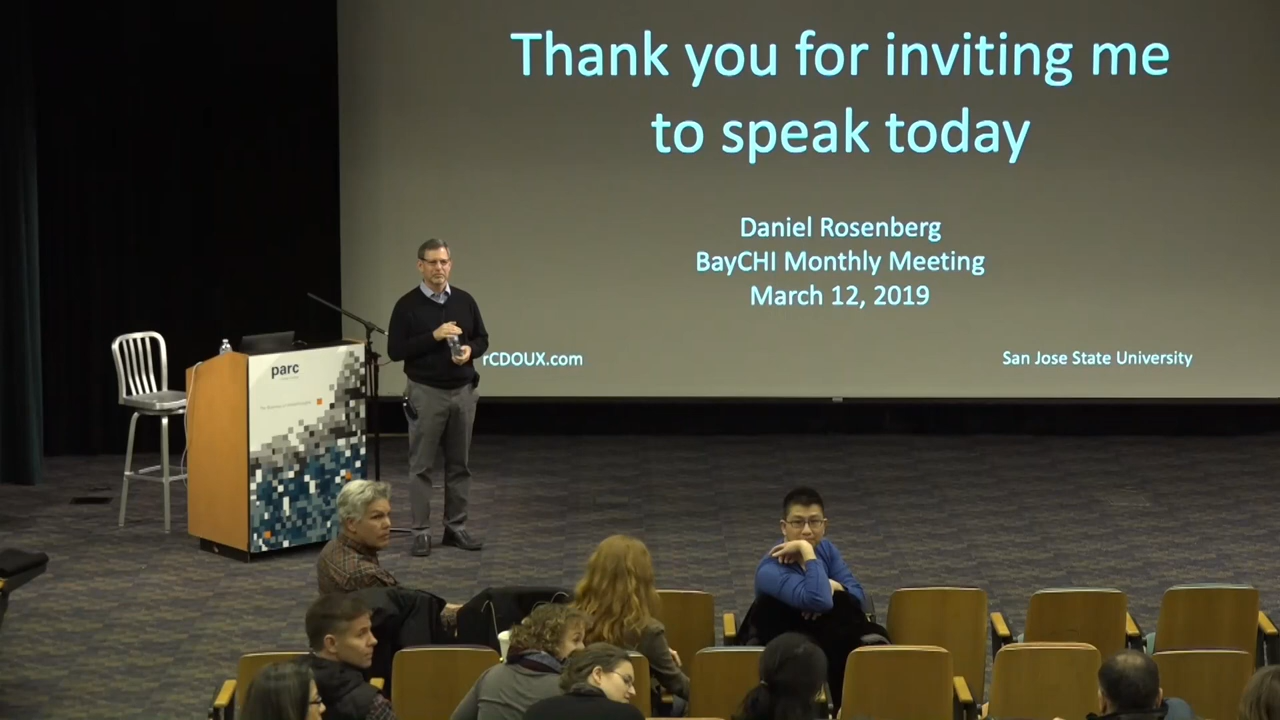 Thank you for inviting me
to speak today
Daniel Rosenberg
BayCHI Monthly Meeting
March 12, 2019
rCDOUX.com
San Jose State University
parc